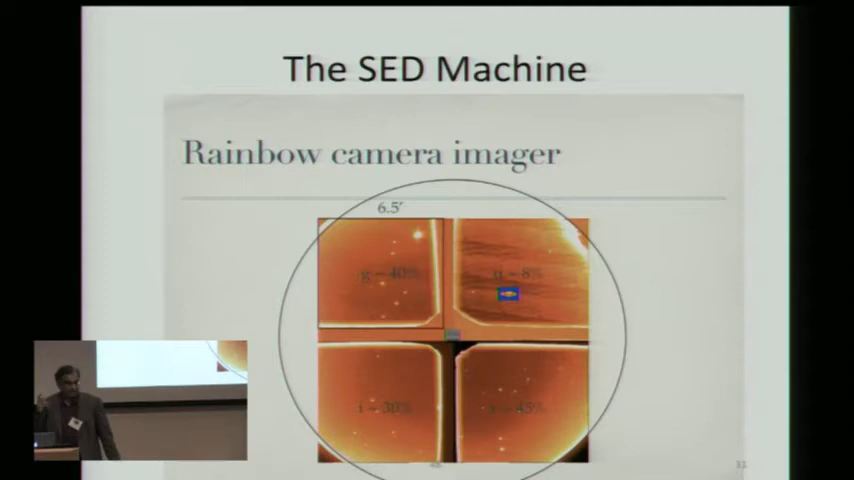 The SED Machine
Rainbow camera imager
6.5′
g – 40%
u – 8%
i – 30%
r – 45%